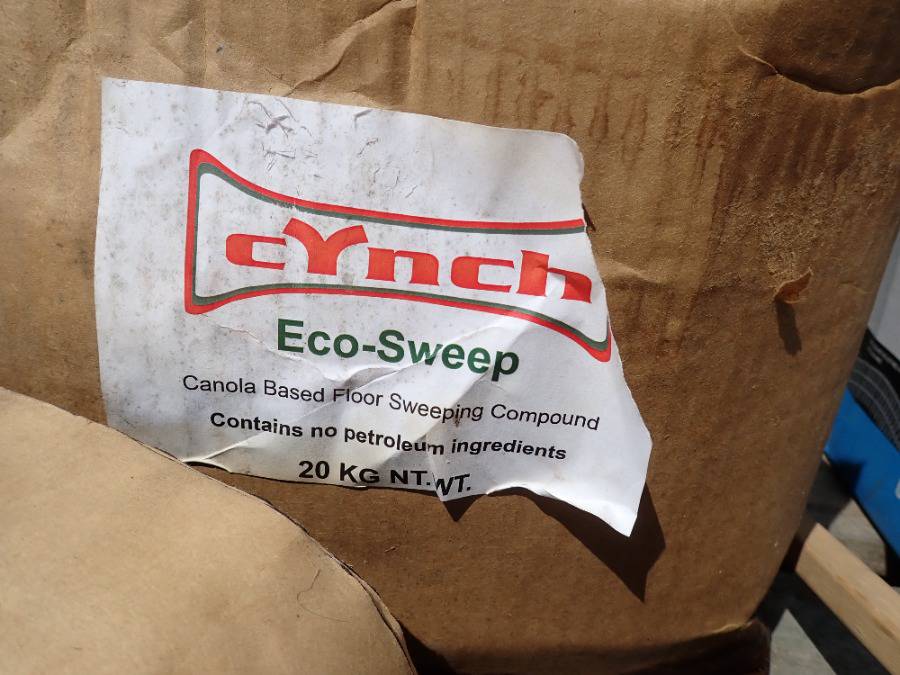 cYnch
Eco-Sweep
Canola Based Floor Sweeping Compound
Contains no petroleum ingredients
20 KG NT. WT.